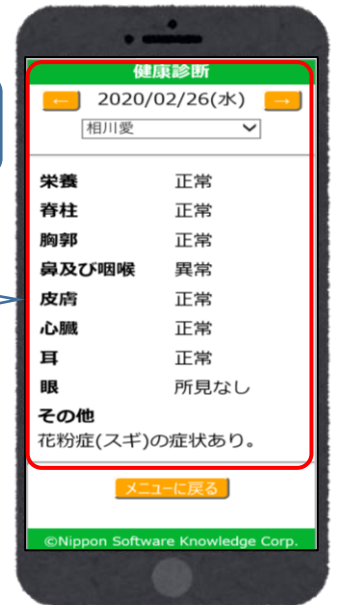 健康診断
← 2020/02/26(水) →
相川愛
栄養 正常
脊柱 正常
胸郭 正常
鼻及び咽喉 異常
皮膚 正常
心臓 正常
耳 正常
眼 所見なし
その他
花粉症(スギ)の症状あり。
メニューに戻る
©Nippon Software Knowledge Corp.